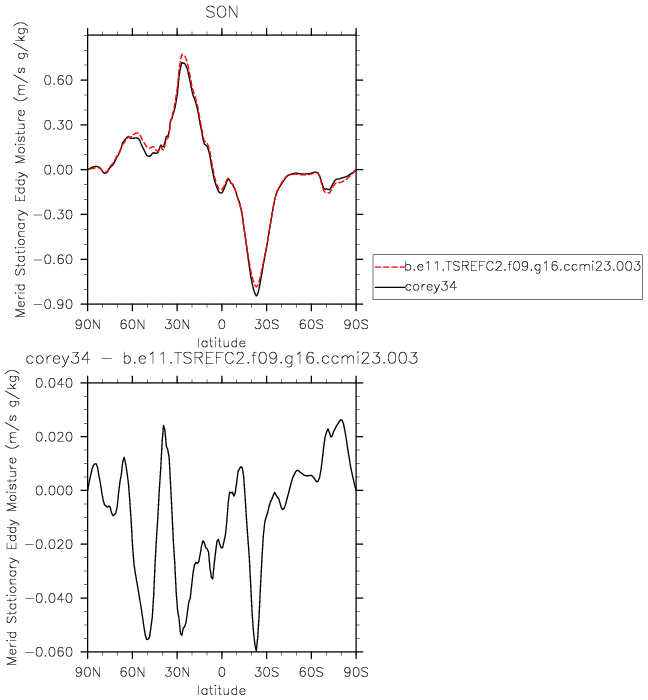 SON
Merid Stationary Eddy Moisture (m/s g/kg)
0.60
0.30
0.00
−0.30
−0.60
−0.90
90N 60N 30N 0 30S 60S 90S
latitude
b.e11.TSREFC2.f09.g16.ccmi23.003
corey34
corey34 − b.e11.TSREFC2.f09.g16.ccmi23.003
Merid Stationary Eddy Moisture (m/s g/kg)
0.040
0.020
0.000
−0.020
−0.040
−0.060
90N 60N 30N 0 30S 60S 90S
latitude